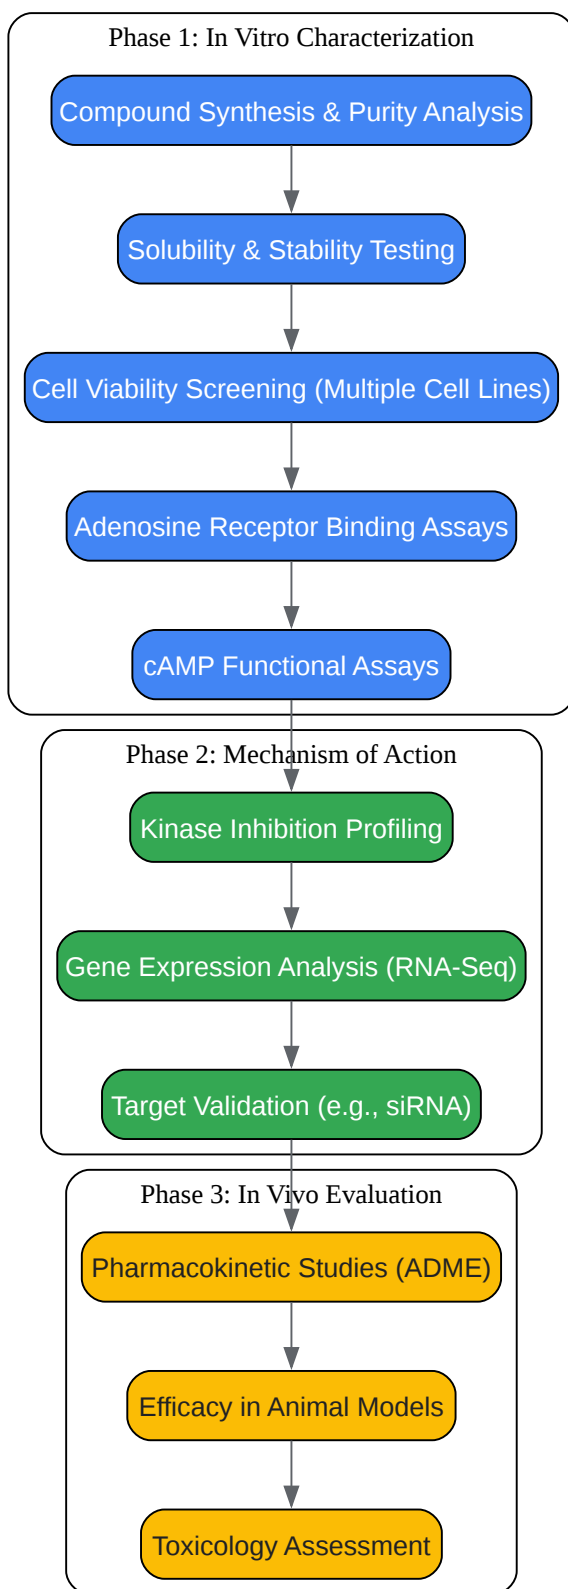 Phase 1: In Vitro Characterization
Compound Synthesis & Purity Analysis
Solubility & Stability Testing
Cell Viability Screening (Multiple Cell Lines)
Adenosine Receptor Binding Assays
cAMP Functional Assays
Phase 2: Mechanism of Action
Kinase Inhibition Profiling
Gene Expression Analysis (RNA-Seq)
Target Validation (e.g., siRNA)
Phase 3: In Vivo Evaluation
Pharmacokinetic Studies (ADME)
Efficacy in Animal Models
Toxicology Assessment